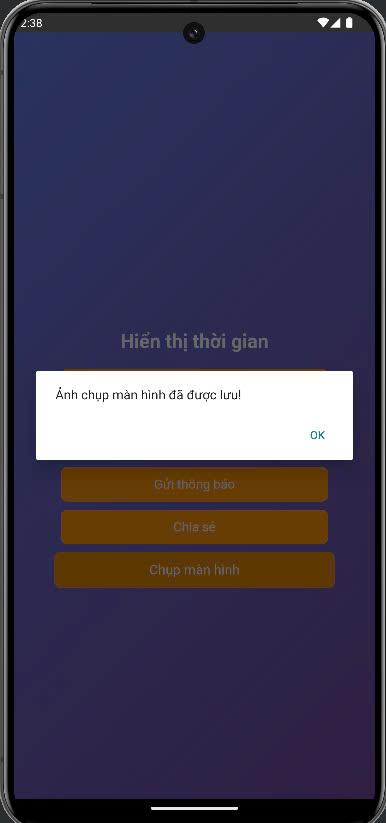 2:38
Hiển thị thời gian
Ảnh chụp màn hình đã được lưu!
OK
Gửi thông báo
Chia sẻ
Chụp màn hình